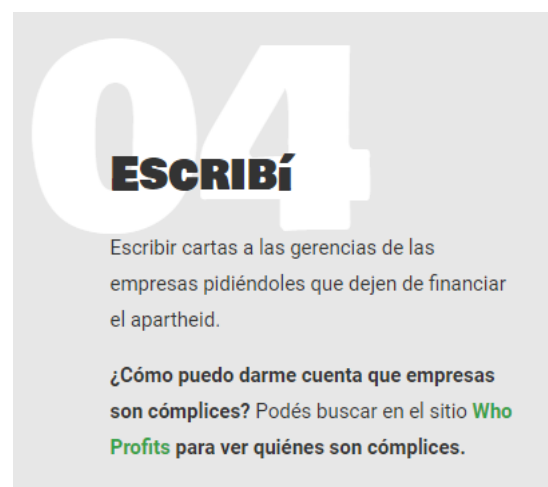 04
Escribí
Escribir cartas a las gerencias de las
empresas pidiéndoles que dejen de financiar
el apartheid.
¿Cómo puedo darme cuenta que empresas
son cómplices? Podés buscar en el sitio Who
Profits para ver quiénes son cómplices.